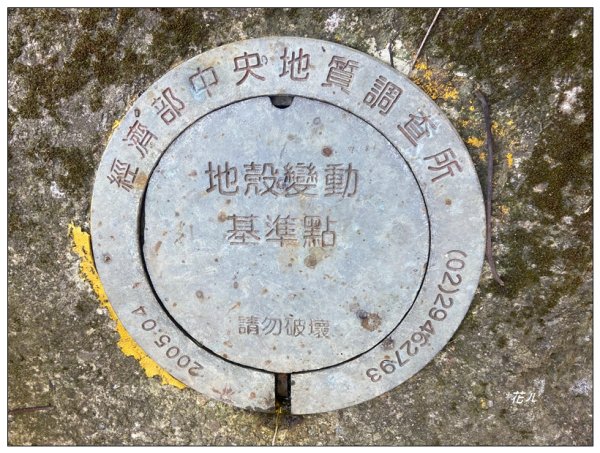 經濟部中央地質調查所
地殼變動
基準點
請勿破壞
2005.04
(02)29462793